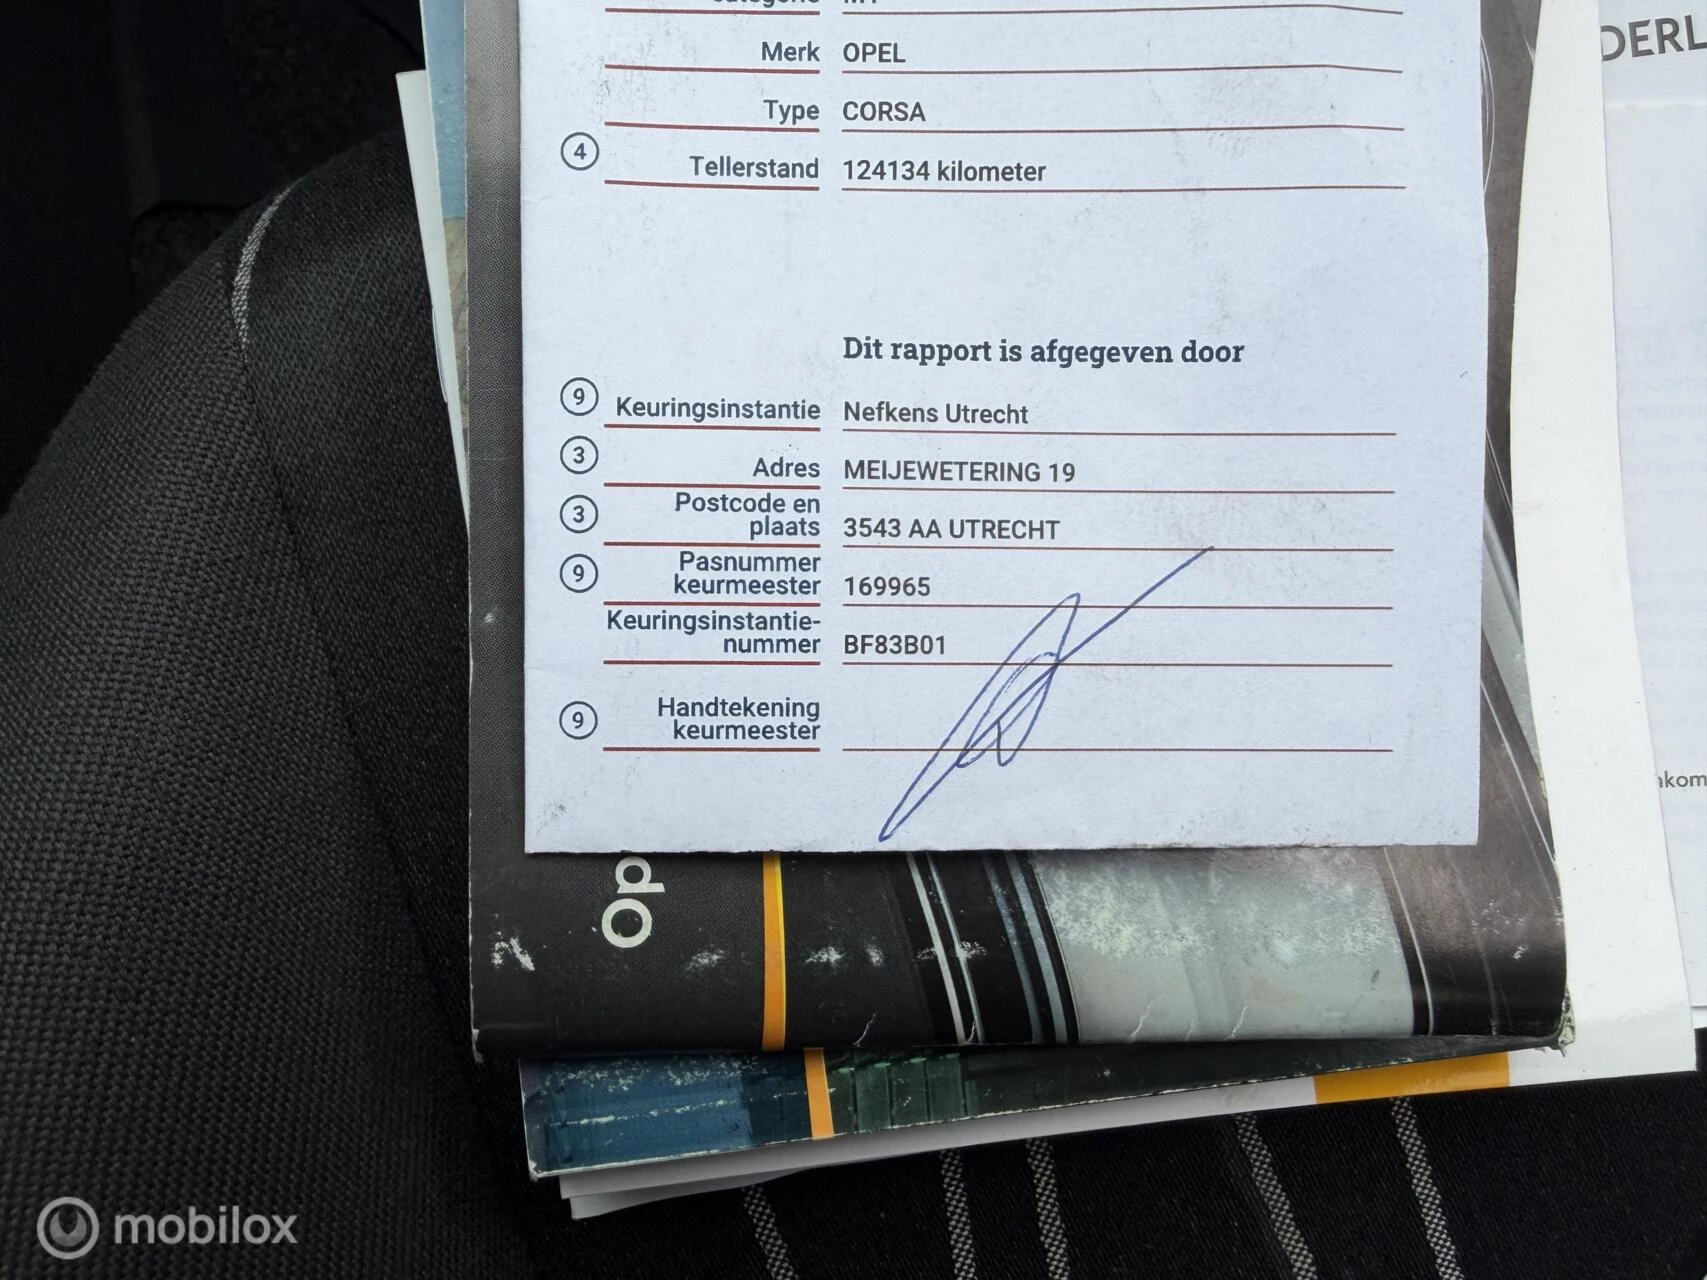 Merk OPEL
Type CORSA
4 Tellerstand 124134 kilometer
Dit rapport is afgegeven door
9 Keuringsinstantie Nefkens Utrecht
3 Adres MEIJEWETERING 19
3 Postcode en
plaats 3543 AA UTRECHT
9 Pasnummer
keurmeester 169965
Keuringsinstantie-
nummer BF83B01
9 Handtekening
keurmeester
Op
DERL
nkom
mobilox